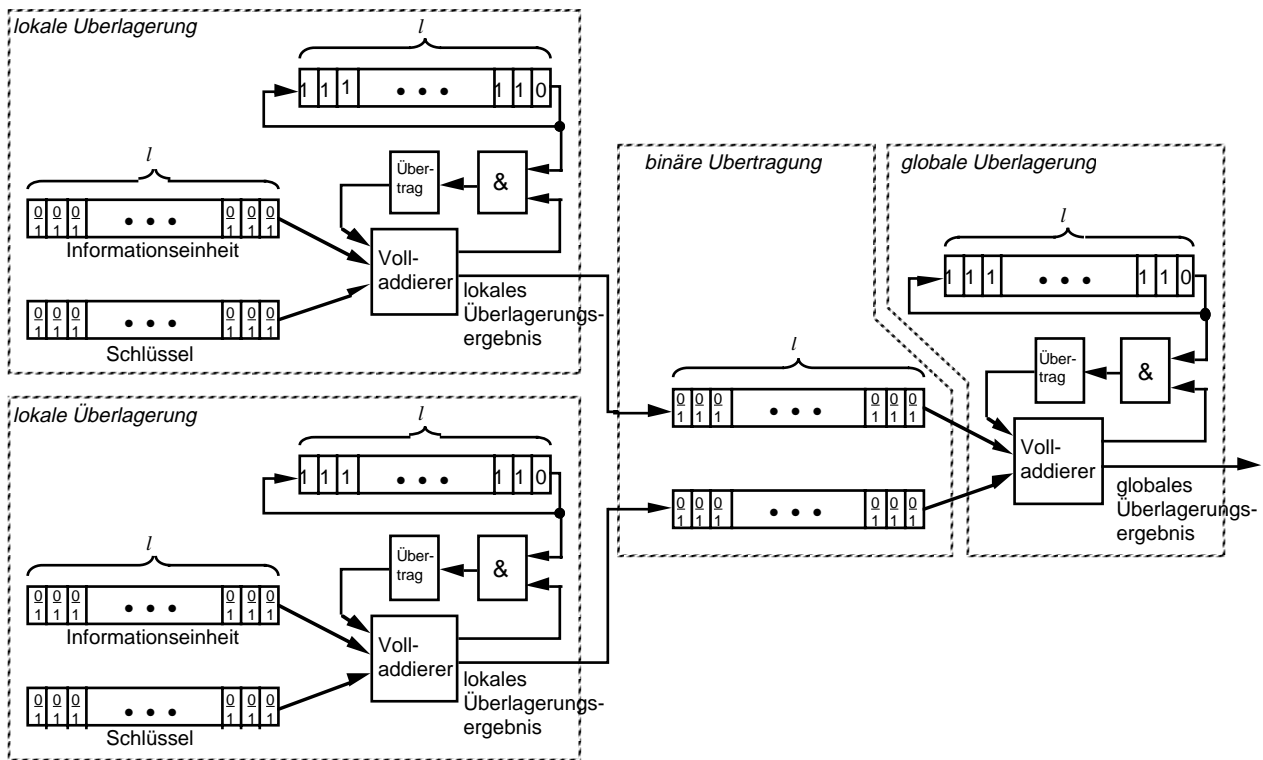 lokale Uberlagerung
l
1 1 1 • • • 1 1 0
l
Über-
trag
&
0/1 0/1 0/1 • • • 0/1 0/1 0/1
Informationseinheit
Voll-
addierer
0/1 0/1 0/1 • • • 0/1 0/1 0/1
Schlüssel
lokales
Überlagerungs-
ergebnis
lokale Überlagerung
l
1 1 1 • • • 1 1 0
l
Über-
trag
&
0/1 0/1 0/1 • • • 0/1 0/1 0/1
Informationseinheit
Voll-
addierer
0/1 0/1 0/1 • • • 0/1 0/1 0/1
Schlüssel
lokales
Überlagerungs-
ergebnis
binäre Ubertragung
l
0/1 0/1 0/1 • • • 0/1 0/1 0/1
0/1 0/1 0/1 • • • 0/1 0/1 0/1
globale Uberlagerung
l
1 1 1 • • • 1 1 0
Über-
trag
&
Voll-
addierer
globales
Überlagerungs-
ergebnis